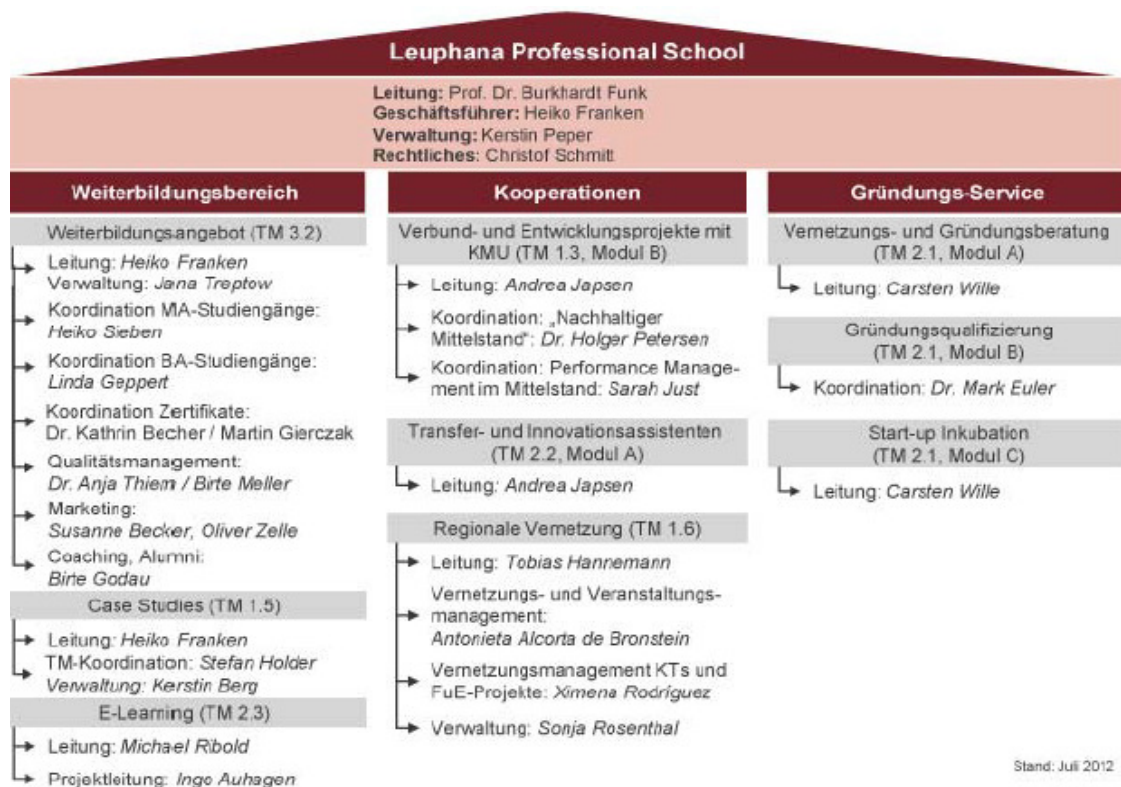 Leuphana Professional School
Leitung: Prof. Dr. Burkhardt Funk
Geschäftsführer: Heiko Franken
Verwaltung: Kerstin Peper
Rechtliches: Christof Schmitt
Weiterbildungsbereich
Weiterbildungsangebot (TM 3.2)
Leitung: Heiko Franken
Verwaltung: Jana Treptow
Koordination MA-Studiengänge:
Heiko Sieben
Koordination BA-Studiengänge:
Linda Geppert
Koordination Zertifikate:
Dr. Kathrin Becher / Martin Gierczak
Qualitätsmanagement:
Dr. Anja Thiem / Birte Meller
Marketing:
Susanne Becker, Oliver Zelle
Coaching, Alumni:
Birte Godau
Case Studies (TM 1.5)
Leitung: Heiko Franken
TM-Koordination: Stefan Holder
Verwaltung: Kerstin Berg
E-Learning (TM 2.3)
Leitung: Michael Ribold
Projektleitung: Ingo Auhagen
Kooperationen
Verbund- und Entwicklungsprojekte mit
KMU (TM 1.3, Modul B)
Leitung: Andrea Japsen
Koordination: „Nachhaltiger
Mittelstand“: Dr. Holger Petersen
Koordination: Performance Manage-
ment im Mittelstand: Sarah Just
Transfer- und Innovationsassistenten
(TM 2.2, Modul A)
Leitung: Andrea Japsen
Regionale Vernetzung (TM 1.6)
Leitung: Tobias Hannemann
Vernetzungs- und Veranstaltungs-
management:
Antonieta Alcorta de Bronstein
Vernetzungsmanagement KTs und
FuE-Projekte: Ximena Rodríguez
Verwaltung: Sonja Rosenthal
Gründungs-Service
Vernetzungs- und Gründungsberatung
(TM 2.1, Modul A)
Leitung: Carsten Wille
Gründungsqualifizierung
(TM 2.1, Modul B)
Koordination: Dr. Mark Euler
Start-up Inkubation
(TM 2.1, Modul C)
Leitung: Carsten Wille
Stand: Juli 2012